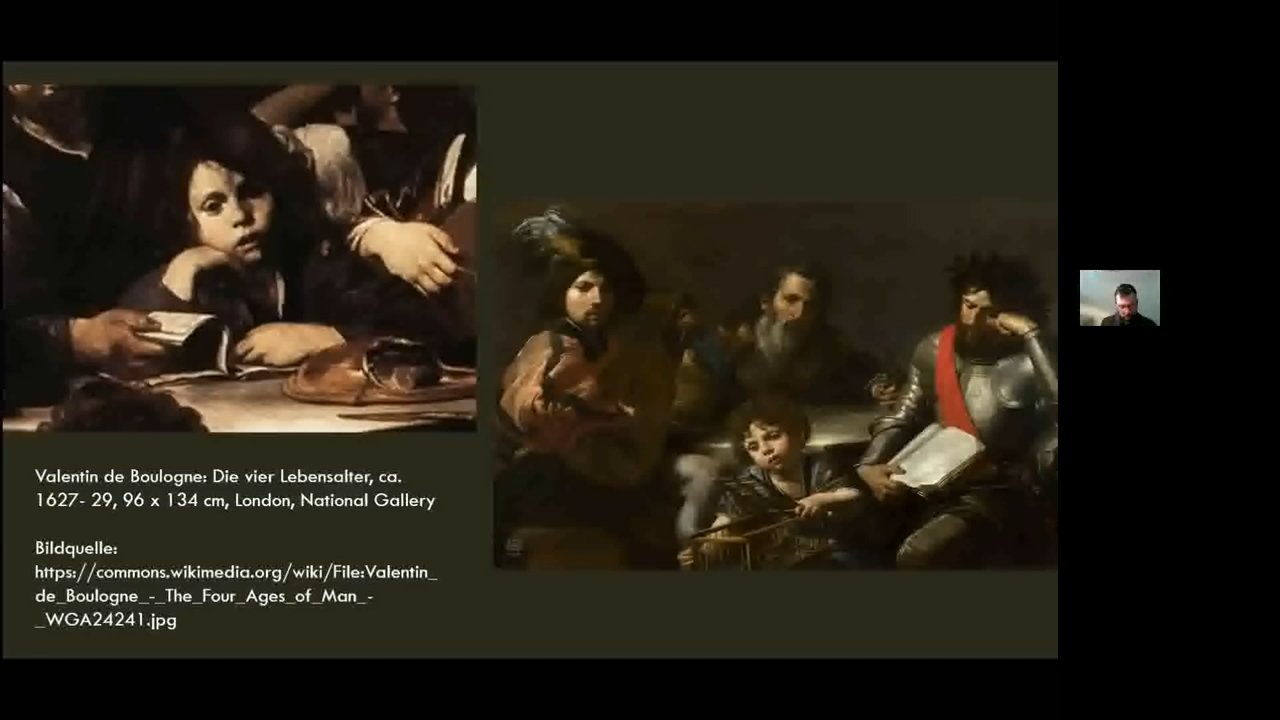 Valentin de Boulogne: Die vier Lebensalter, ca.
1627- 29, 96 x 134 cm, London, National Gallery
Bildquelle:
https://commons.wikimedia.org/wiki/File:Valentin_
de_Boulogne_-_The_Four_Ages_of_Man_-
_WGA24241.jpg